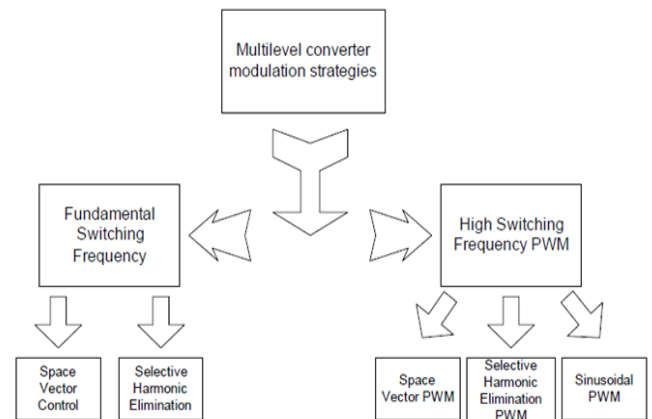 Multilevel converter
modulation strategies
Fundamental
Switching
Frequency
High Switching
Frequency PWM
Space
Vector
Control
Selective
Harmonic
Elimination
Space
Vector PWM
Selective
Harmonic
Elimination
PWM
Sinusoidal
PWM